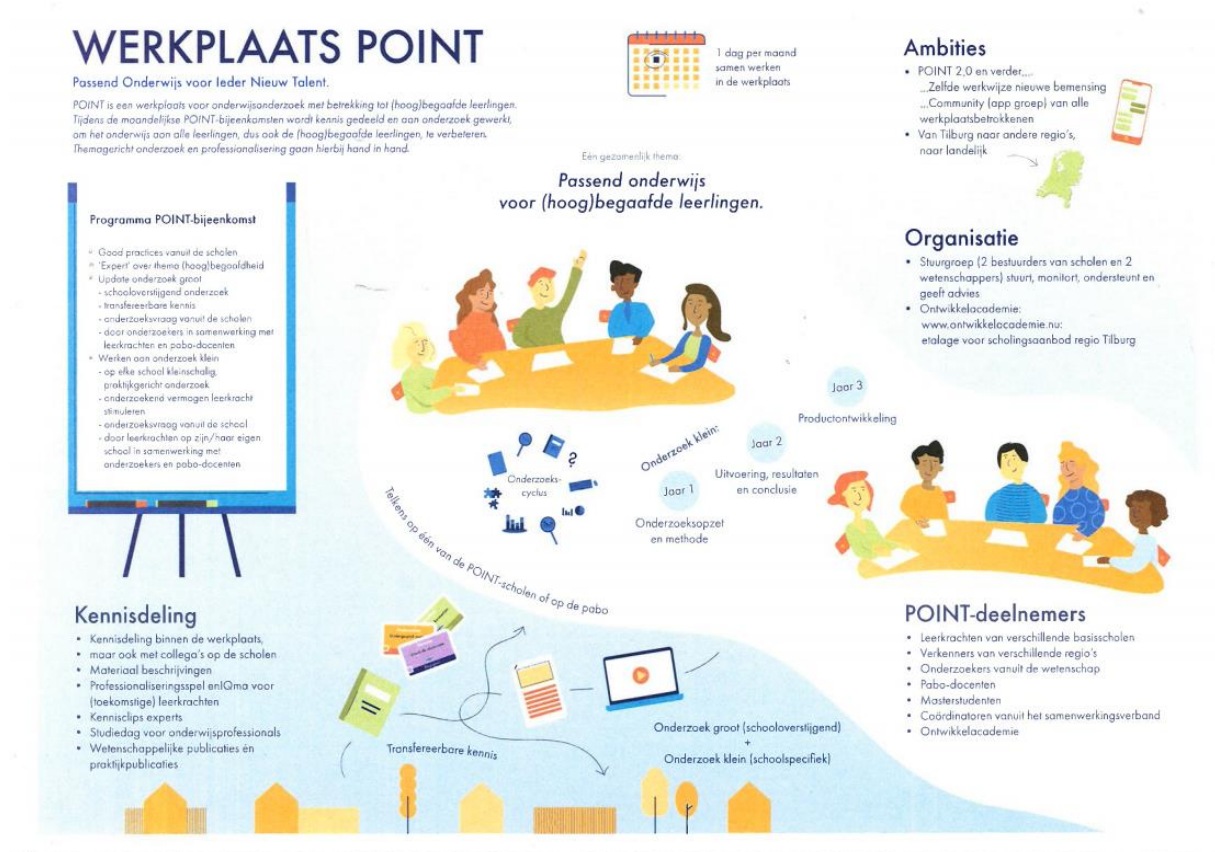 WERKPLAATS POINT
Passend Onderwijs voor Ieder Nieuw Talent.
POINT is een werkplaats voor onderwijsonderzoek met betrekking tot (hoog)begaafde leerlingen.
Tijdens de maandelijkse POINT-bijeenkomsten wordt kennis gedeeld en aan onderzoek gewerkt,
om het onderwijs aan alle leerlingen, dus ook de (hoog)begaafde leerlingen, te verbeteren.
Themagericht onderzoek en professionalisering gaan hierbij hand in hand.
1 dag per maand
samen werken
in de werkplaats
Ambities
• POINT 2.0 en verder....
...Zelfde werkwijze nieuwe bemensing
...Community (app groep) van alle
werkplaatsbetrokkenen
• Van Tilburg naar andere regio's,
naar landelijk
Eén gezamenlijk thema:
Passend onderwijs
voor (hoog)begaafde leerlingen.
Programma POINT-bijeenkomst
• Good practices vanuit de scholen
• 'Expert' over thema (hoog)begaafdheid
• Update onderzoek groot
- schooloverstijgend onderzoek
- transfereerbare kennis
- onderzoeksvraag vanuit de scholen
- door onderzoekers in samenwerking met
leerkrachten en pabo-docenten
• Werken aan onderzoek klein
- op elke school kleinschalig,
praktijkgericht onderzoek
- onderzoekend vermogen leerkracht
stimuleren
- onderzoeksvraag vanuit de school
- door leerkrachten op zijn/haar eigen
school in samenwerking met
onderzoekers en pabo-docenten
Organisatie
• Stuurgroep (2 bestuurders van scholen en 2
wetenschappers) stuurt, monitort, ondersteunt en
geeft advies
• Ontwikkelacademie:
www.ontwikkelacademie.nu:
etalage voor scholingsaanbod regio Tilburg
Onderzoeks-
cyclus
?
Onderzoek klein:
Jaar 1
Onderzoeksopzet
en methode
Jaar 2
Uitvoering, resultaten
en conclusie
Jaar 3
Productontwikkeling
Telkens op één van de POINT-scholen of op de pabo
Kennisdeling
• Kennisdeling binnen de werkplaats,
• maar ook met collega's op de scholen
• Materiaal beschrijvingen
• Professionaliseringsspel enIQma voor
(toekomstige) leerkrachten
• Kennisclips experts
• Studiedag voor onderwijsprofessionals
• Wetenschappelijke publicaties én
praktijkpublicaties
Transfereerbare kennis
Onderzoek groot (schooloverstijgend)
+
Onderzoek klein (schoolspecifiek)
POINT-deelnemers
• Leerkrachten van verschillende basisscholen
• Verkenners van verschillende regio's
• Onderzoekers vanuit de wetenschap
• Pabo-docenten
• Masterstudenten
• Coördinatoren vanuit het samenwerkingsverband
• Ontwikkelacademie